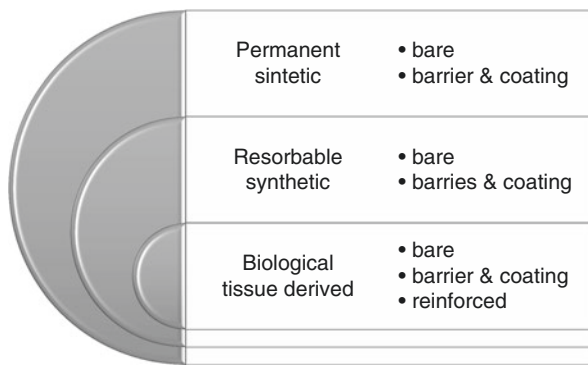 Permanent
sintetic
• bare
• barrier & coating
Resorbable
synthetic
• bare
• barries & coating
Biological
tissue derived
• bare
• barrier & coating
• reinforced